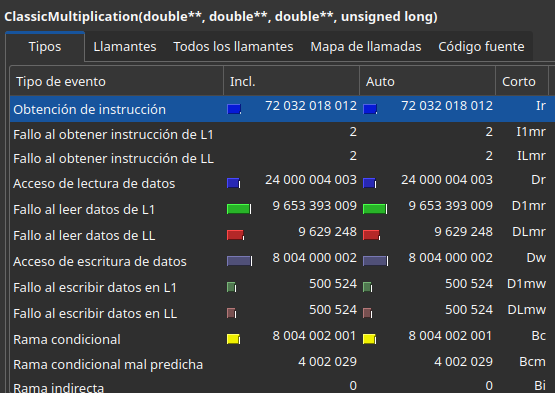 ClassicMultiplication(double**, double**, double**, unsigned long)
Tipos Llamantes Todos los llamantes Mapa de llamadas Código fuente
Tipo de evento Incl. Auto Corto
Obtención de instrucción 72 032 018 012 72 032 018 012 Ir
Fallo al obtener instrucción de L1 2 2 I1mr
Fallo al obtener instrucción de LL 2 2 ILmr
Acceso de lectura de datos 24 000 004 003 24 000 004 003 Dr
Fallo al leer datos de L1 9 653 393 009 9 653 393 009 D1mr
Fallo al leer datos de LL 9 629 248 9 629 248 DLmr
Acceso de escritura de datos 8 004 000 002 8 004 000 002 Dw
Fallo al escribir datos en L1 500 524 500 524 D1mw
Fallo al escribir datos en LL 500 524 500 524 DLmw
Rama condicional 8 004 002 001 8 004 002 001 Bc
Rama condicional mal predicha 4 002 029 4 002 029 Bcm
Rama indirecta 0 0 Bi